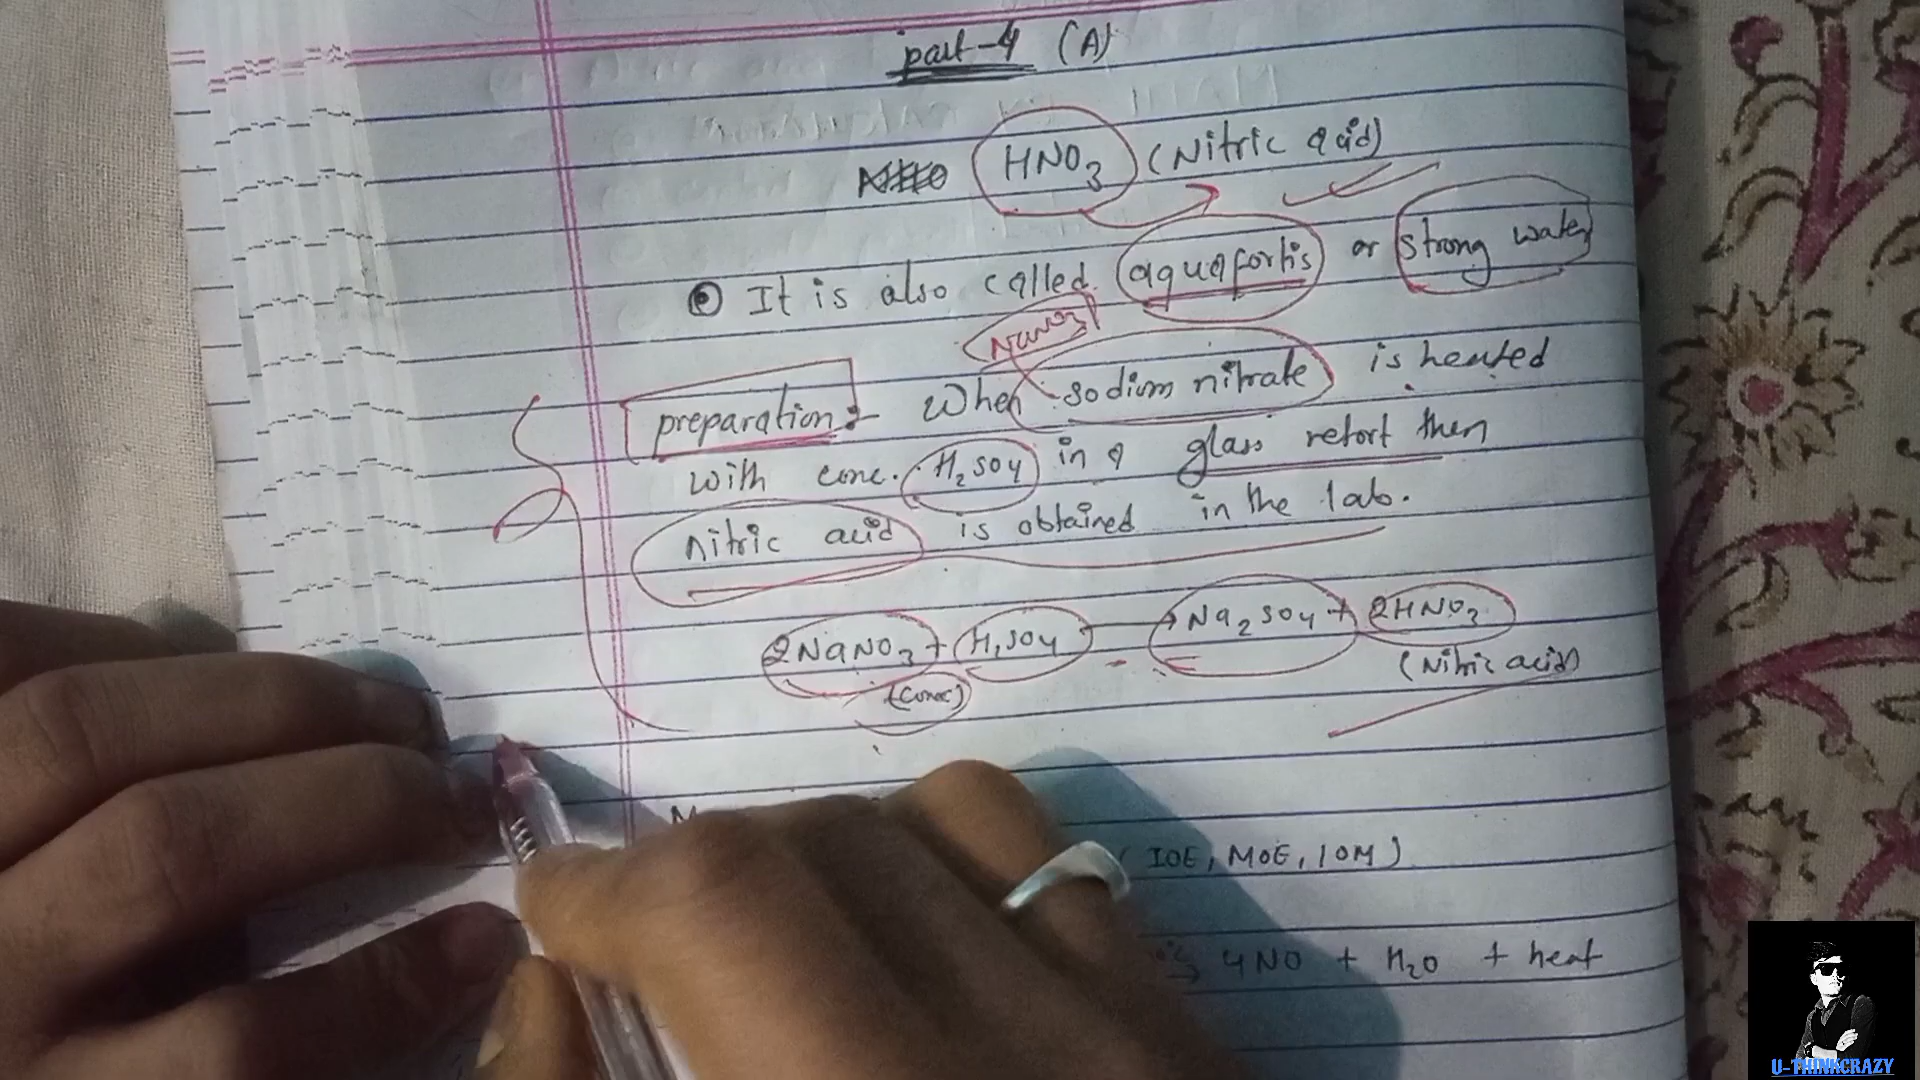 part-4 (A)
HNO3 (Nitric acid)
It is also called aquafortis or strong water
NaNO3
preparation :- When sodium nitrate is heated
with conc. H2SO4 in a glass retort then
nitric acid is obtained in the lab.
2NaNO3 + H2SO4 → Na2SO4 + 2HNO3
(conc) (Nitric acid)
(IOE, MOE, IOM)
→ 4NO + H2O + heat
U-THINKCRAZY